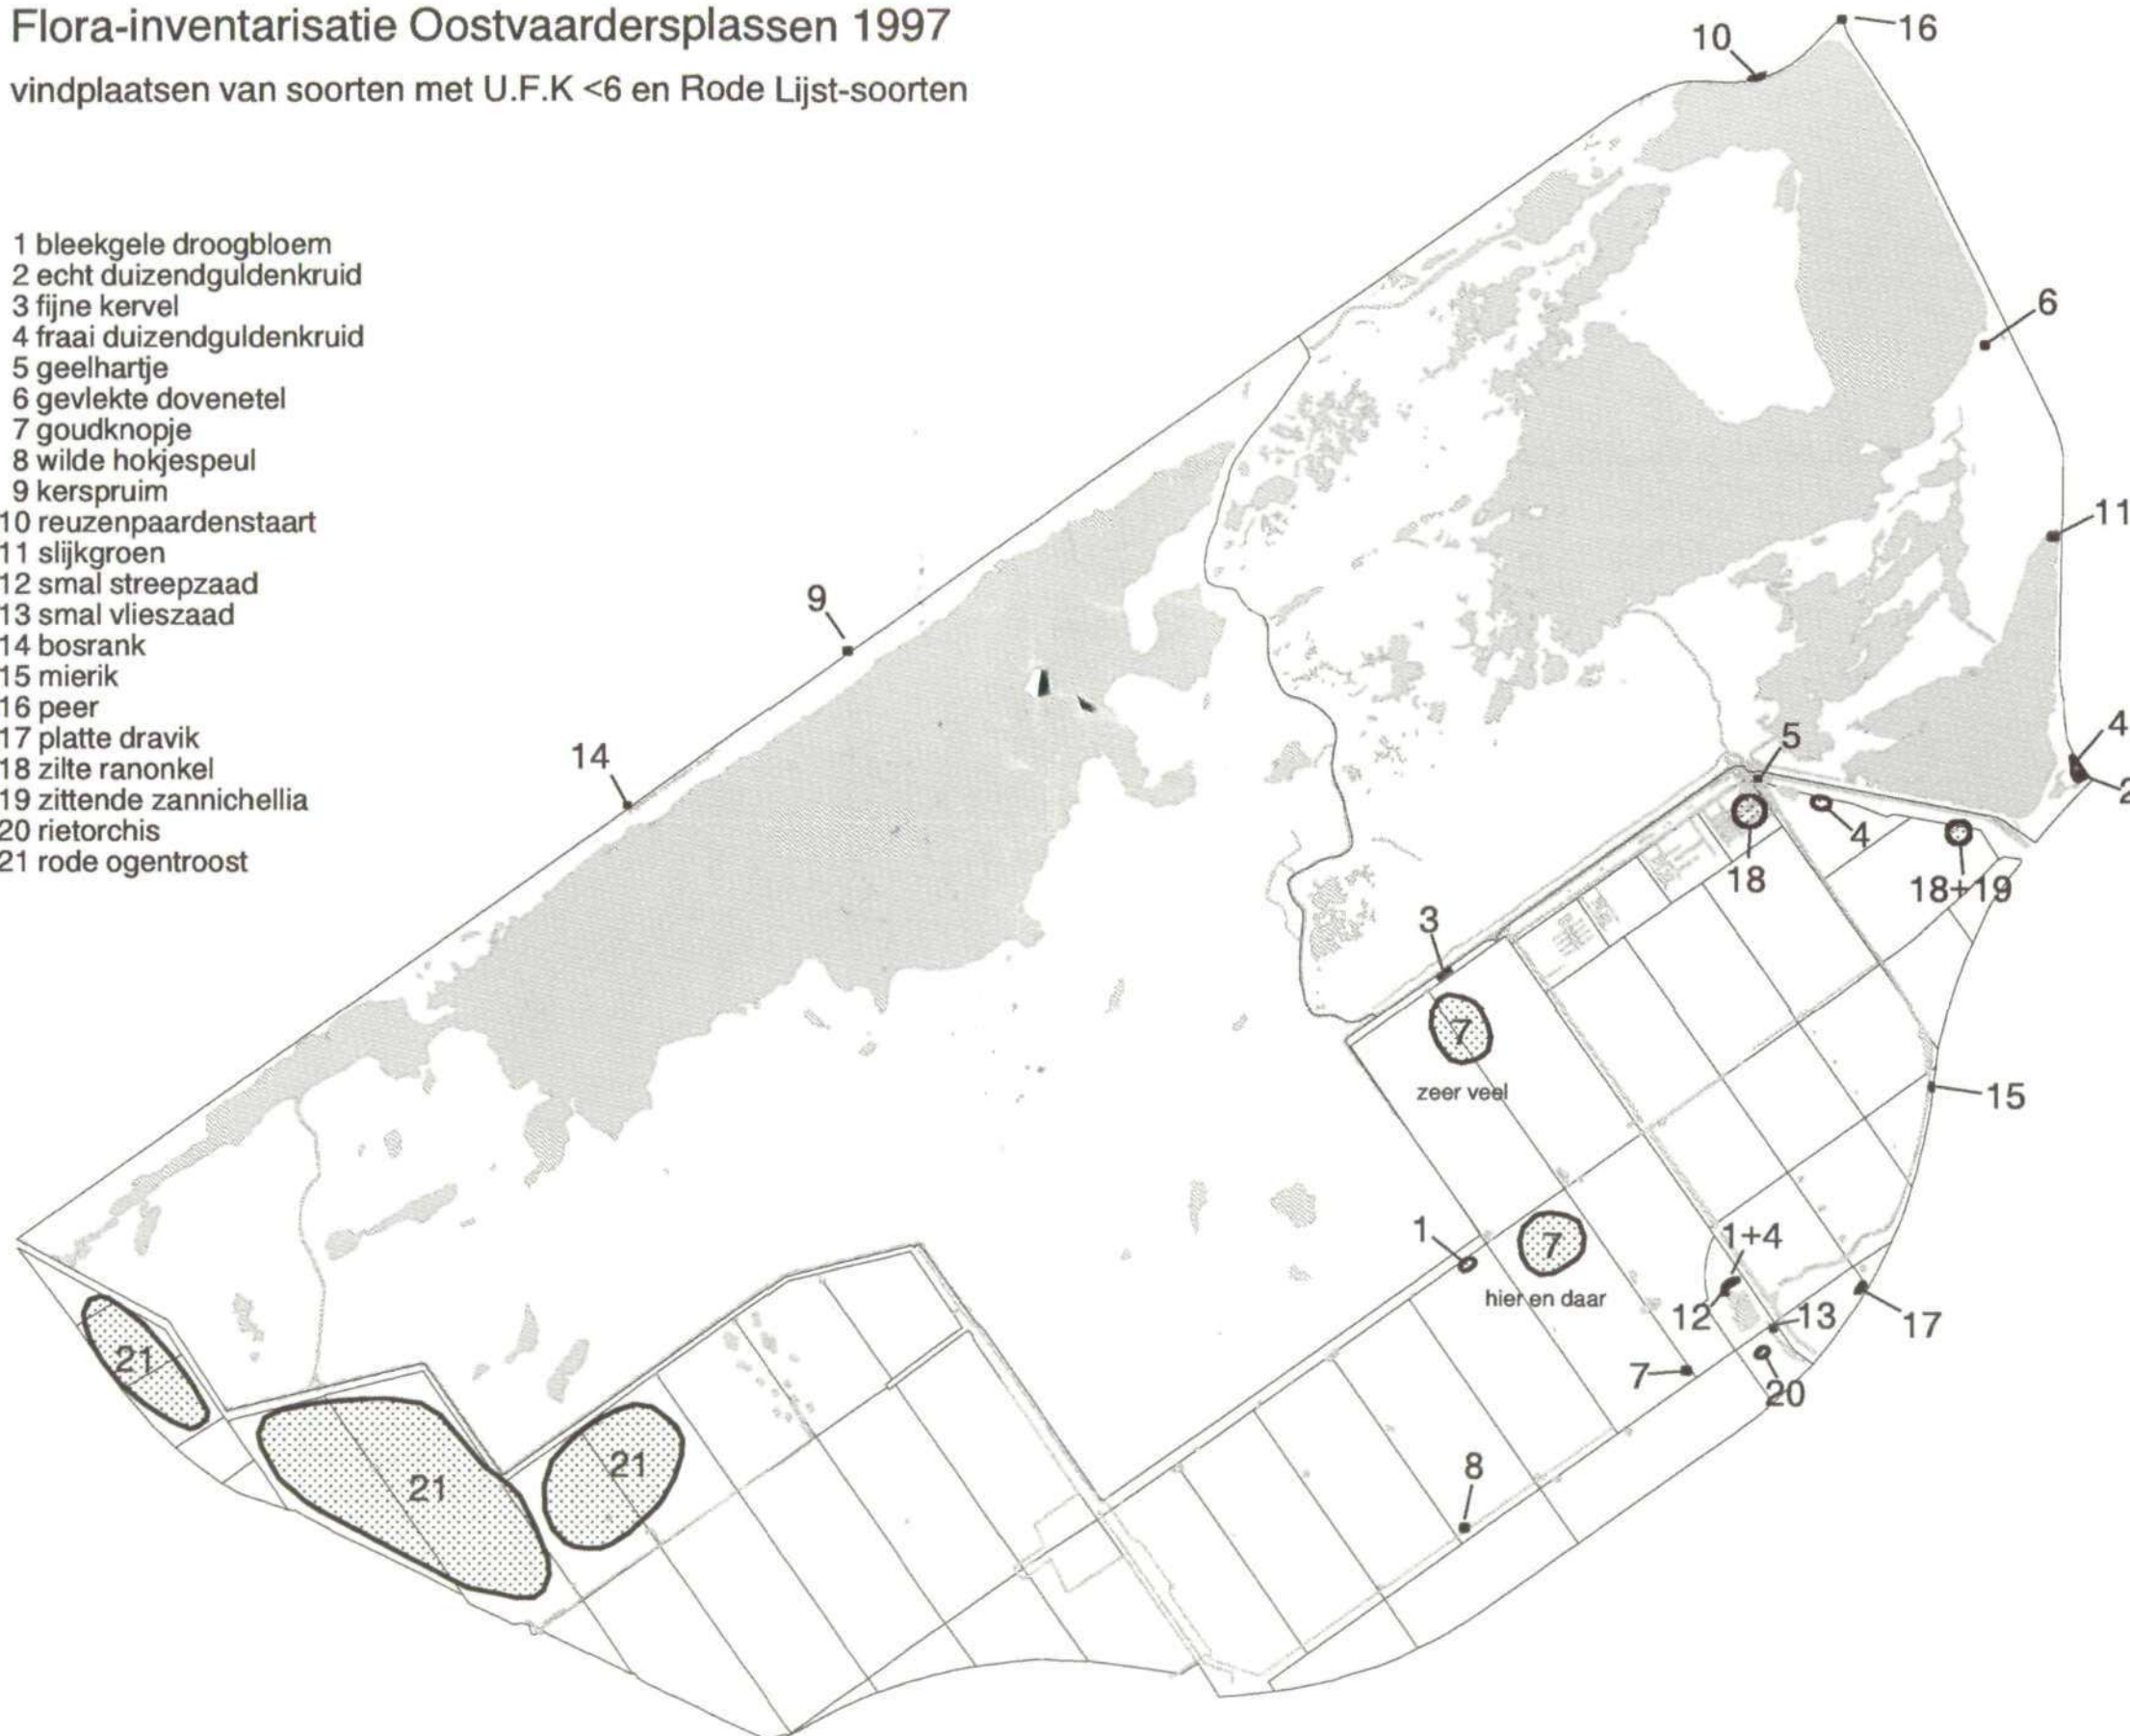 Flora-inventarisatie Oostvaardersplassen 1997
vindplaatsen van soorten met U.F.K <6 en Rode Lijst-soorten
1 bleekgele droogbloem
2 echt duizendguldenkruid
3 fijne kervel
4 fraai duizendguldenkruid
5 geelhartje
6 gevlekte dovenetel
7 goudknopje
8 wilde hokjespeul
9 kerspruim
10 reuzenpaardenstaart
11 slijkgroen
12 smal streepzaad
13 smal vlieszaad
14 bosrank
15 mierik
16 peer
17 platte dravik
18 zilte ranonkel
19 zittende zannichellia
20 rietorchis
21 rode ogentroost
10
16
6
11
9
14
5
4
2
4
18
18+19
3
7
zeer veel
15
1
7
hier en daar
1+4
12
13
17
7
20
21
21
21
8